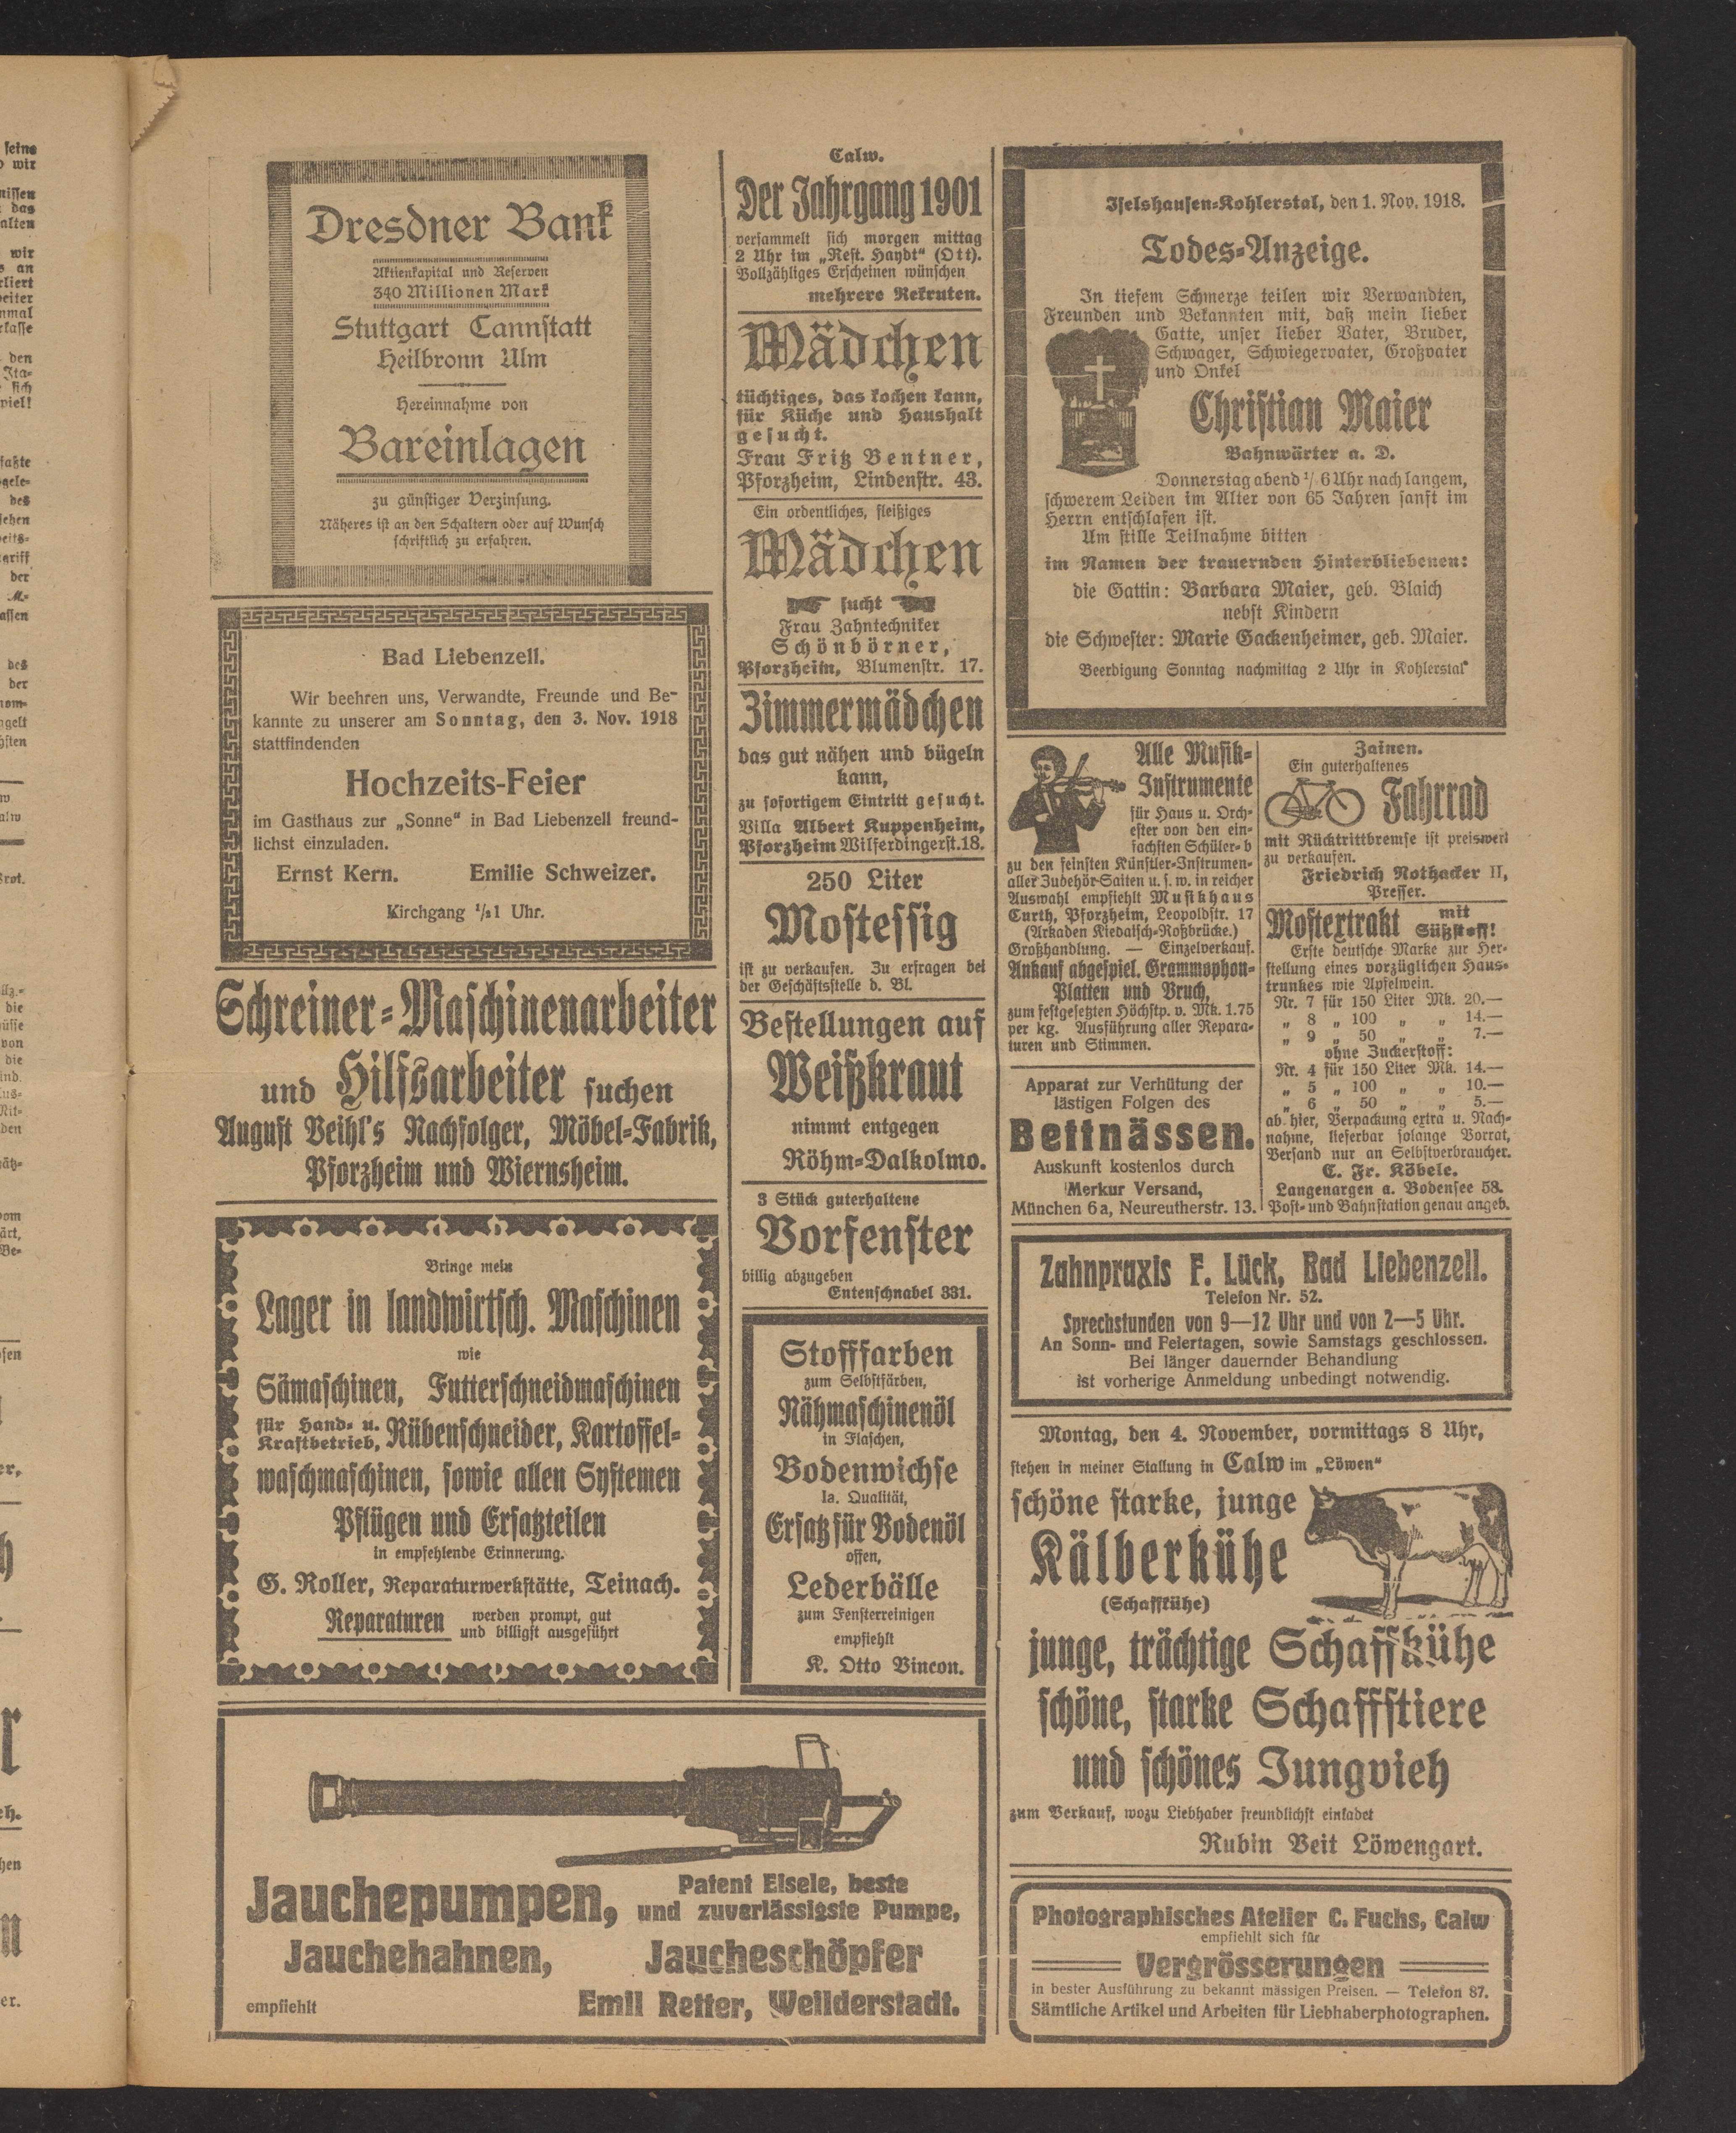 Dresdner Bank
Aktienkapital und Reserven
340 Millionen Mark
Stuttgart Cannstatt
Heilbronn Ulm
Hereinnahme von
Bareinlagen
zu günstiger Verzinsung.
Näheres ist an den Schaltern oder auf Wunsch
schriftlich zu erfahren.
Bad Liebenzell.
Wir beehren uns, Verwandte, Freunde und Be-
kannte zu unserer am Sonntag, den 3. Nov. 1918
stattfindenden
Hochzeits-Feier
im Gasthaus zur „Sonne“ in Bad Liebenzell freund-
lichst einzuladen.
Ernst Kern. Emilie Schweizer.
Kirchgang ½1 Uhr.
Schreiner-Maschinenarbeiter
und Hilfsarbeiter suchen
August Veihl's Nachfolger, Möbel-Fabrik,
Pforzheim und Wiernsheim.
Bringe mein
Lager in landwirtsch. Maschinen
wie
Sämaschinen, Futterschneidmaschinen
für Hand- u.
Kraftbetrieb, Rübenschneider, Kartoffel-
waschmaschinen, sowie allen Systemen
Pflügen und Ersatzteilen
in empfehlende Erinnerung.
G. Roller, Reparaturwerkstätte, Teinach.
Reparaturen werden prompt, gut
und billigst ausgeführt
Jauchepumpen, Patent Eisele, beste
und zuverlässigste Pumpe,
Jauchehahnen, Jaucheschöpfer
empfiehlt Emil Retter, Weilderstadt.
Calw.
Der Jahrgang 1901
versammelt sich morgen mittag
2 Uhr im „Rest. Haydt“ (Ott).
Vollzähliges Erscheinen wünschen
mehrere Rekruten.
Mädchen
tüchtiges, das kochen kann,
für Küche und Haushalt
gesucht.
Frau Fritz Bentner,
Pforzheim, Lindenstr. 43.
Ein ordentliches, fleißiges
Mädchen
sucht
Frau Zahntechniker
Schönbörner,
Pforzheim, Blumenstr. 17.
Zimmermädchen
das gut nähen und bügeln
kann,
zu sofortigem Eintritt gesucht.
Villa Albert Kuppenheim,
Pforzheim Wilferdingerst.18.
250 Liter
Mostessig
ist zu verkaufen. Zu erfragen bei
der Geschäftsstelle d. Bl.
Bestellungen auf
Weißkraut
nimmt entgegen
Röhm-Dalkolmo.
3 Stück guterhaltene
Vorfenster
billig abzugeben
Entenschnabel 331.
Stofffarben
zum Selbstfärben,
Nähmaschinenöl
in Flaschen,
Bodenwichse
Ia. Qualität,
Ersatz für Bodenöl
offen,
Lederbälle
zum Fensterreinigen
empfiehlt
K. Otto Vincon.
Iselshausen-Kohlerstal, den 1. Nov. 1918.
Todes-Anzeige.
In tiefem Schmerze teilen wir Verwandten,
Freunden und Bekannten mit, daß mein lieber
Gatte, unser lieber Vater, Bruder,
Schwager, Schwiegervater, Großvater
und Onkel
Christian Maier
Bahnwärter a. D.
Donnerstag abend 1/ 6 Uhr nach langem,
schwerem Leiden im Alter von 65 Jahren sanft im
Herrn entschlafen ist.
Um stille Teilnahme bitten
im Namen der trauernden Hinterbliebenen:
die Gattin: Barbara Maier, geb. Blaich
nebst Kindern
die Schwester: Marie Gackenheimer, geb. Maier.
Beerdigung Sonntag nachmittag 2 Uhr in Kohlerstal
Alle Musik-
Instrumente
für Haus u. Orch-
ester von den ein-
fachsten Schüler- b
zu den feinsten Künstler-Instrumen-
aller Zubehör-Saiten u. s. w. in reicher
Auswahl empfiehlt Musikhaus
Curth, Pforzheim, Leopoldstr. 17
(Arkaden Kiedaisch-Roßbrücke.)
Großhandlung. — Einzelverkauf.
Ankauf abgespiel. Grammophon-
Platten und Bruch,
zum festgesetzten Höchstp. v. Mk. 1.75
per kg. Ausführung aller Repara-
turen und Stimmen.
Apparat zur Verhütung der
lästigen Folgen des
Bettnässen.
Auskunft kostenlos durch
Merkur Versand,
München 6a, Neureutherstr. 13.
Zainen.
Ein guterhaltenes
Fahrrad
mit Rücktrittbremse ist preiswert
zu verkaufen.
Friedrich Nothacker II,
Presser.
Mostextrakt mit
Süßstoff!
Erste deutsche Marke zur Her-
stellung eines vorzüglichen Haus-
trunkes wie Apfelwein.
Nr. 7 für 150 Liter Mk. 20.—
„ 8 „ 100 „ „ 14.—
„ 9 „ 50 „ „ 7.—
ohne Zuckerstoff:
Nr. 4 für 150 Liter Mk. 14.—
„ 5 „ 100 „ „ 10.—
„ 6 „ 50 „ „ 5.—
ab hier, Verpackung extra u. Nach-
nahme, lieferbar solange Vorrat,
Versand nur an Selbstverbraucher.
C. Fr. Köbele.
Langenargen a. Bodensee 58.
Post- und Bahnstation genau angeb.
Zahnpraxis F. Lück, Bad Liebenzell.
Telefon Nr. 52.
Sprechstunden von 9—12 Uhr und von 2—5 Uhr.
An Sonn- und Feiertagen, sowie Samstags geschlossen.
Bei länger dauernder Behandlung
ist vorherige Anmeldung unbedingt notwendig.
Montag, den 4. November, vormittags 8 Uhr,
stehen in meiner Stallung in Calw im „Löwen“
schöne starke, junge
Kälberkühe
(Schaffkühe)
junge, trächtige Schaffkühe
schöne, starke Schaffstiere
und schönes Jungvieh
zum Verkauf, wozu Liebhaber freundlichst einladet
Rubin Veit Löwengart.
Photographisches Atelier C. Fuchs, Calw
empfiehlt sich für
Vergrösserungen
in bester Ausführung zu bekannt mässigen Preisen. — Telefon 87.
Sämtliche Artikel und Arbeiten für Liebhaberphotographen.